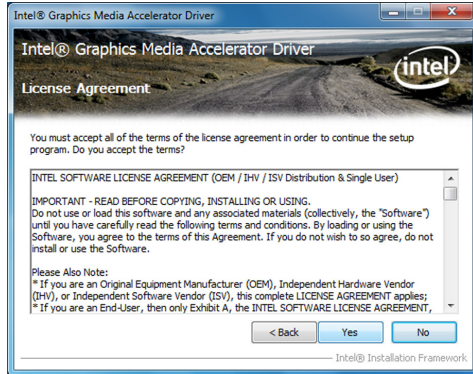 Intel® Graphics Media Accelerator Driver
Intel® Graphics Media Accelerator Driver
License Agreement
intel
You must accept all of the terms of the license agreement in order to continue the setup
program. Do you accept the terms?
INTEL SOFTWARE LICENSE AGREEMENT (OEM / IHV / ISV Distribution & Single User)
IMPORTANT - READ BEFORE COPYING, INSTALLING OR USING.
Do not use or load this software and any associated materials (collectively, the "Software")
until you have carefully read the following terms and conditions. By loading or using the
Software, you agree to the terms of this Agreement. If you do not wish to so agree, do not
install or use the Software.
Please Also Note:
* If you are an Original Equipment Manufacturer (OEM), Independent Hardware Vendor
(IHV), or Independent Software Vendor (ISV), this complete LICENSE AGREEMENT applies;
* If you are an End-User, then only Exhibit A, the INTEL SOFTWARE LICENSE AGREEMENT,
< Back Yes No
Intel® Installation Framework